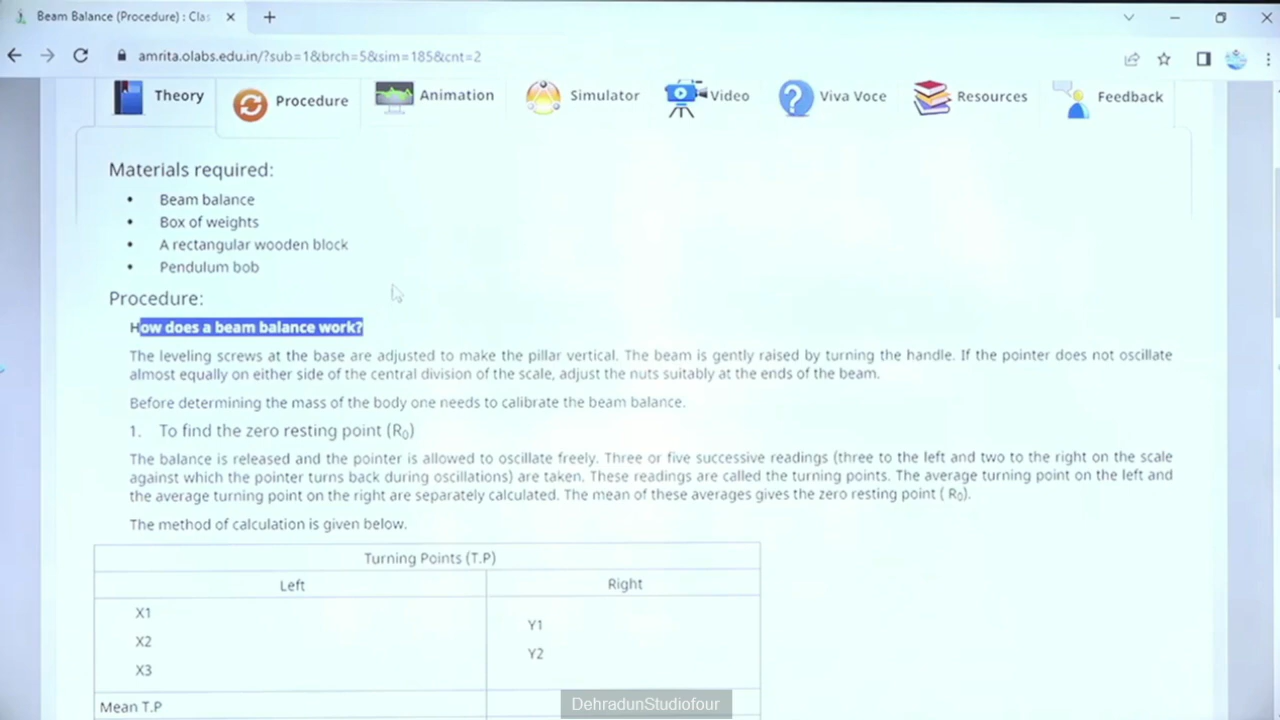 Beam Balance (Procedure) : Clas
amrita.olabs.edu.in/?sub=1&brch=5&sim=185&cnt=2
Theory
Procedure
Animation
Simulator
Video
Viva Voce
Resources
Feedback
Materials required:
• Beam balance
• Box of weights
• A rectangular wooden block
• Pendulum bob
Procedure:
How does a beam balance work?
The leveling screws at the base are adjusted to make the pillar vertical. The beam is gently raised by turning the handle. If the pointer does not oscillate
almost equally on either side of the central division of the scale, adjust the nuts suitably at the ends of the beam.
Before determining the mass of the body one needs to calibrate the beam balance.
1. To find the zero resting point (R₀)
The balance is released and the pointer is allowed to oscillate freely. Three or five successive readings (three to the left and two to the right on the scale
against which the pointer turns back during oscillations) are taken. These readings are called the turning points. The average turning point on the left and
the average turning point on the right are separately calculated. The mean of these averages gives the zero resting point ( R₀).
The method of calculation is given below.
Turning Points (T.P)
Left Right
X1
Y1
X2
Y2
X3
Mean T.P
DehradunStudiofour